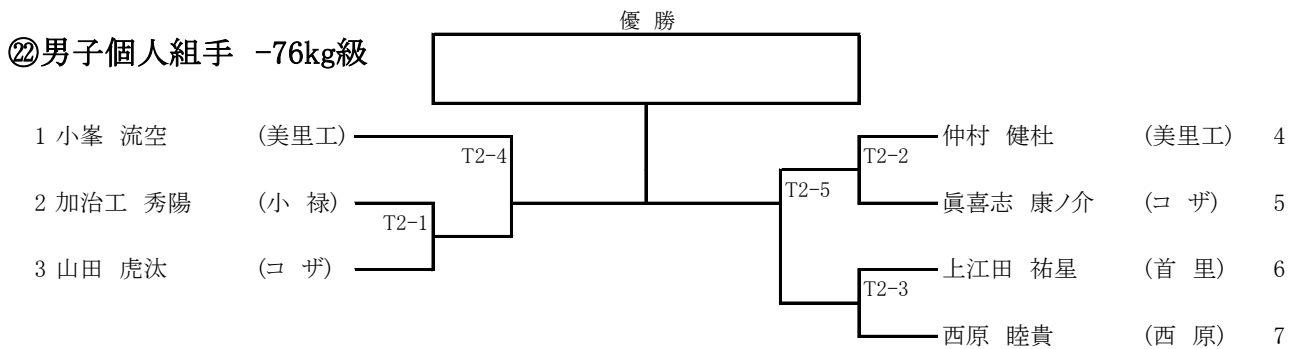 優 勝
㉒男子個人組手 -76kg級
1 小峯 流空 (美里工)
2 加治工 秀陽 (小 禄)
3 山田 虎汰 (コ ザ)
T2-4
T2-1
T2-5
T2-2
T2-3
仲村 健杜 (美里工) 4
眞喜志 康ノ介 (コ ザ) 5
上江田 祐星 (首 里) 6
西原 睦貴 (西 原) 7